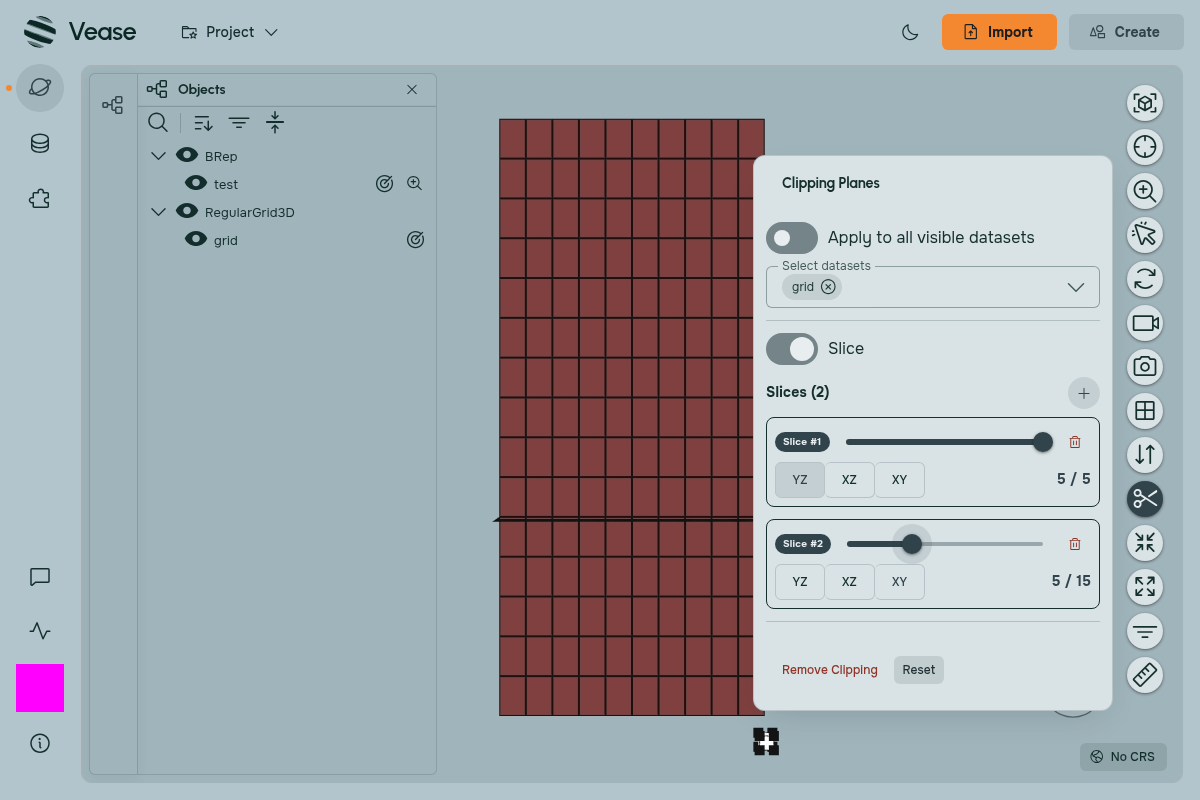 Vease
Project
Import
Create
Objects
BRep
test
RegularGrid3D
grid
Clipping Planes
Apply to all visible datasets
Select datasets
grid
Slice
Slices (2)
Slice #1
YZ XZ XY 5 / 5
Slice #2
YZ XZ XY 5 / 15
Remove Clipping Reset
No CRS